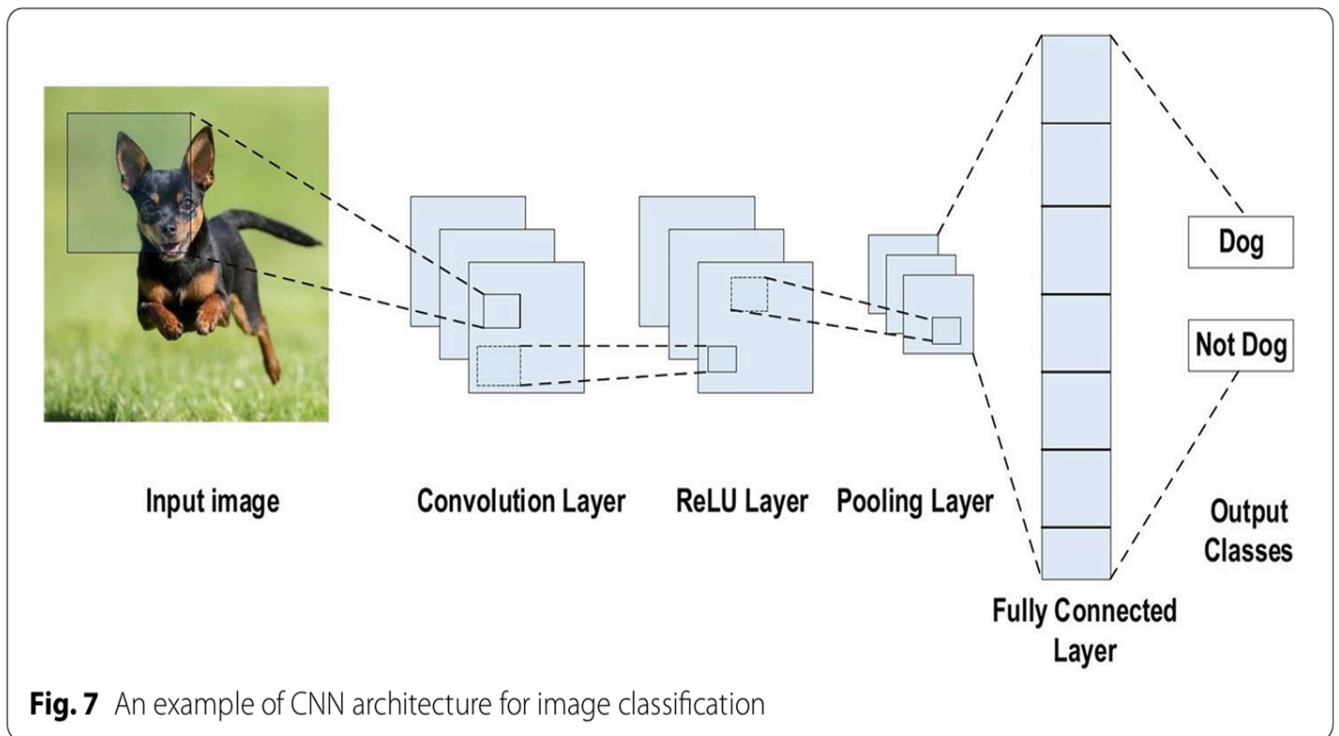 Dog
Not Dog
Input image
Convolution Layer
ReLU Layer
Pooling Layer
Output
Classes
Fully Connected
Layer
Fig. 7 An example of CNN architecture for image classification